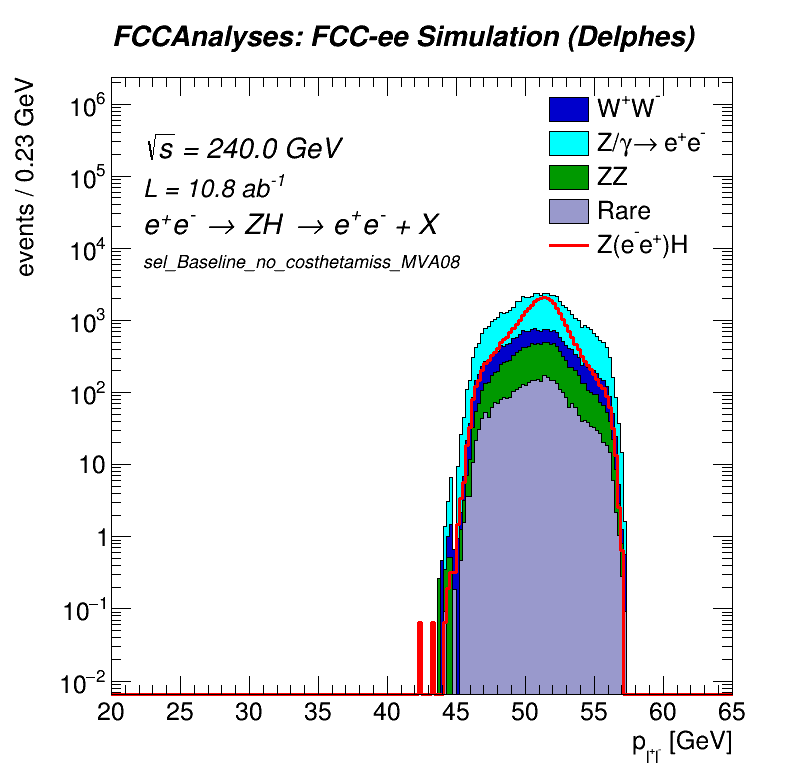 FCCAnalyses: FCC-ee Simulation (Delphes)
events / 0.23 GeV
√s = 240.0 GeV
L = 10.8 ab⁻¹
e⁺e⁻ → ZH → e⁺e⁻ + X
sel_Baseline_no_costhetamiss_MVA08
W⁺W⁻
Z/γ→ e⁺e⁻
ZZ
Rare
Z(e⁻e⁺)H
10⁶
10⁵
10⁴
10³
10²
10
1
10⁻¹
10⁻²
20 25 30 35 40 45 50 55 60 65
p_l⁺l⁻ [GeV]